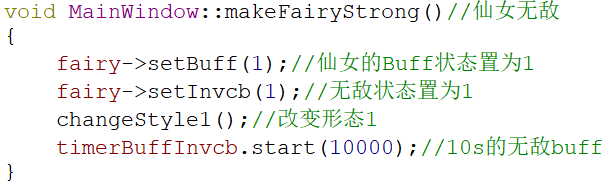 void MainWindow::makeFairyStrong()//仙女无敌
{
fairy->setBuff(1);//仙女的Buff状态置为1
fairy->setInvcb(1);//无敌状态置为1
changeStyle1();//改变形态1
timerBuffInvcb.start(10000);//10s的无敌buff
}